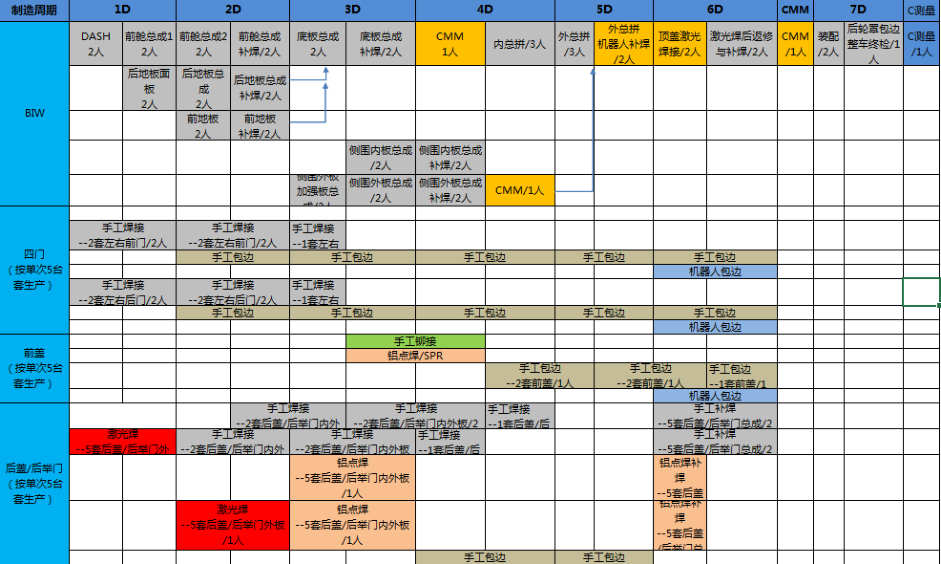 制造周期 1D 2D 3D 4D 5D 6D CMM 7D C测量
BIW
DASH
2人
前舱总成1
2人
前舱总成2
2人
前舱总成
补焊/2人
底板总成
2人
底板总成
补焊/2人
CMM
1人
内总拼/3人
外总拼
/3人
外总拼
机器人补焊
/2人
顶盖激光
焊接/2人
激光焊后返修
与补焊/2人
CMM
/1人
装配
/2人
后轮罩包边
整车终检/1
人
C测量
/1人
后地板面
板
2人
后地板总
成
2人
后地板总成
补焊/2人
前地板
2人
前地板
补焊/2人
侧围内板总成
/2人
侧围内板总成
补焊/2人
侧围外板
加强板总
成/2人
侧围外板总成
/2人
侧围外板总成
补焊/2人
CMM/1人
四门
（按单次5台
套生产）
手工焊接
--2套左右前门/2人
手工焊接
--2套左右前门/2人
手工焊接
--1套左右
手工包边 手工包边 手工包边 手工包边 手工包边
机器人包边
手工焊接
--2套左右后门/2人
手工焊接
--2套左右后门/2人
手工焊接
--1套左右
手工包边 手工包边 手工包边 手工包边 手工包边
机器人包边
前盖
（按单次5台
套生产）
手工铆接
铝点焊/SPR
手工包边
--2套前盖/1人
手工包边
--2套前盖/1人
手工包边
--1套前盖/1
机器人包边
后盖/后举门
（按单次5台
套生产）
手工焊接
--2套后盖/后举门内外
手工焊接
--2套后盖/后举门内外板/2
手工焊接
--1套后盖/后
手工补焊
--5套后盖/后举门总成/2
激光焊
--5套后盖/后举门外
手工焊接
--2套后盖/后举门内外
手工焊接
--2套后盖/后举门内外板
手工焊接
--1套后盖/后
手工补焊
--5套后盖/后举门总成/2
铝点焊
--5套后盖/后举门内外板
/1人
铝点焊补
焊
--5套后盖
激光焊
--5套后盖/后举门外板
/1人
铝点焊
--5套后盖/后举门内外板
/1人
铝点焊补
焊
--5套后盖
/后举门总
手工包边 手工包边